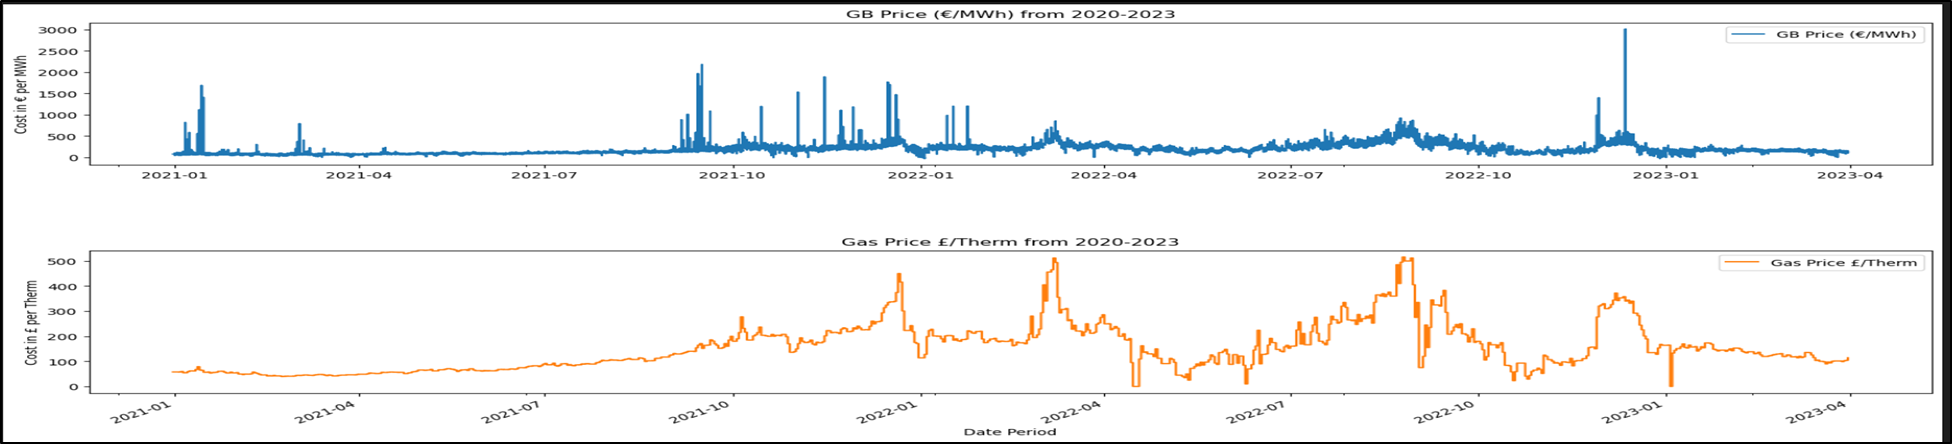 GB Price (€/MWh) from 2020-2023
GB Price (€/MWh)
Cost in € per MWh
3000
2500
2000
1500
1000
500
0
2021-01 2021-04 2021-07 2021-10 2022-01 2022-04 2022-07 2022-10 2023-01 2023-04
Gas Price £/Therm from 2020-2023
Gas Price £/Therm
Cost in £ per Therm
500
400
300
200
100
0
2021-01 2021-04 2021-07 2021-10 2022-01 2022-04 2022-07 2022-10 2023-01 2023-04
Date Period